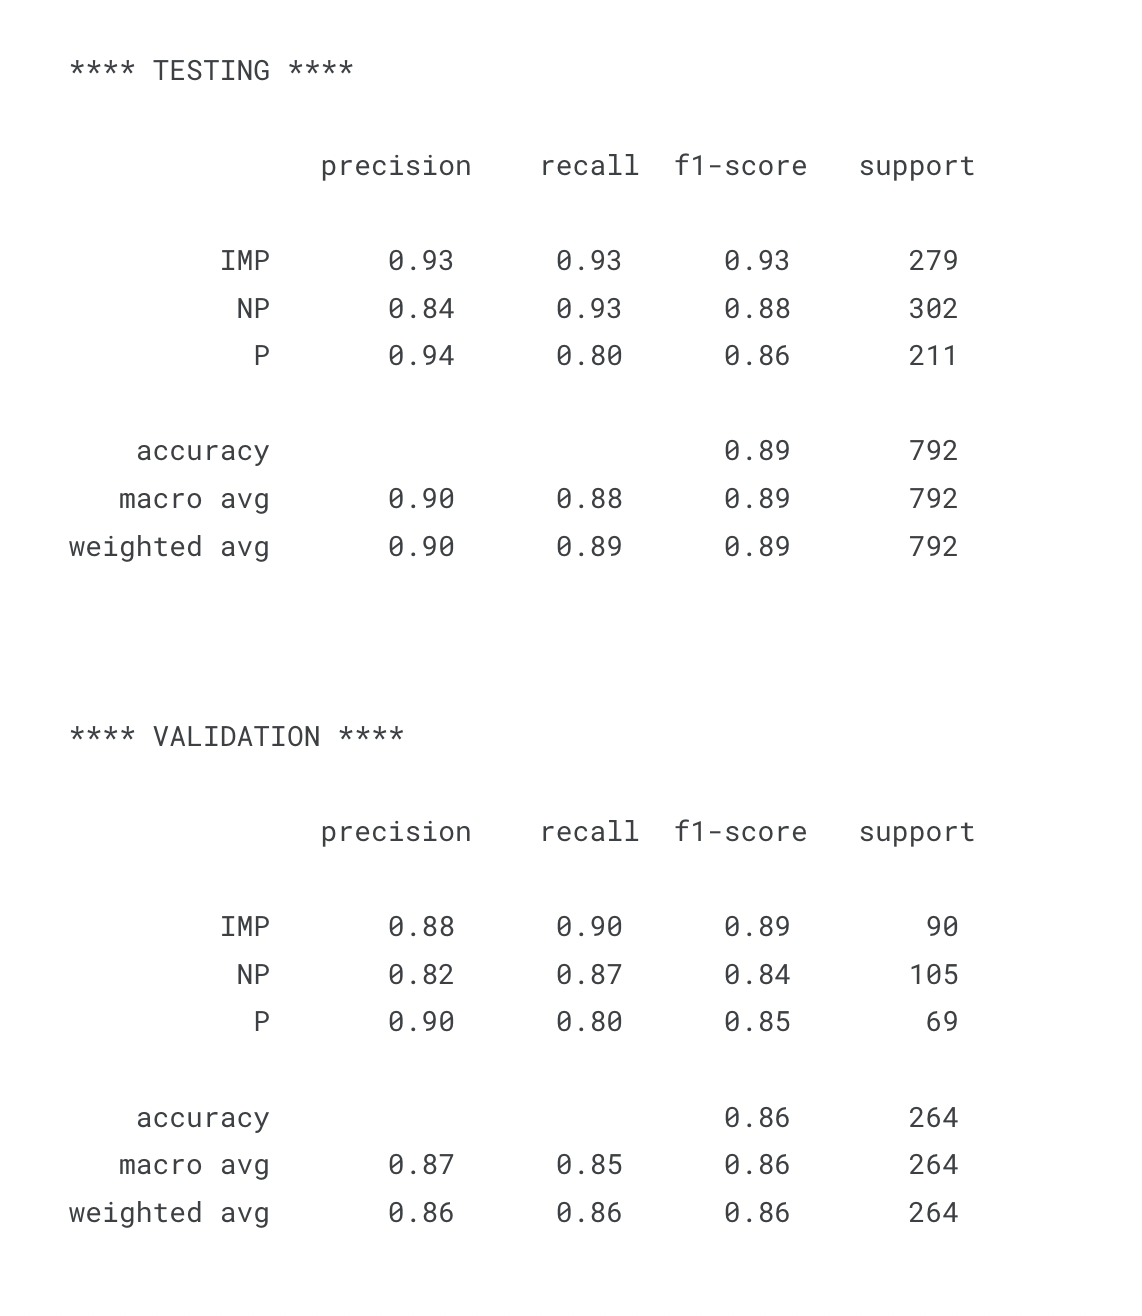 **** TESTING ****
precision recall f1-score support
IMP 0.93 0.93 0.93 279
NP 0.84 0.93 0.88 302
P 0.94 0.80 0.86 211
accuracy 0.89 792
macro avg 0.90 0.88 0.89 792
weighted avg 0.90 0.89 0.89 792
**** VALIDATION ****
precision recall f1-score support
IMP 0.88 0.90 0.89 90
NP 0.82 0.87 0.84 105
P 0.90 0.80 0.85 69
accuracy 0.86 264
macro avg 0.87 0.85 0.86 264
weighted avg 0.86 0.86 0.86 264